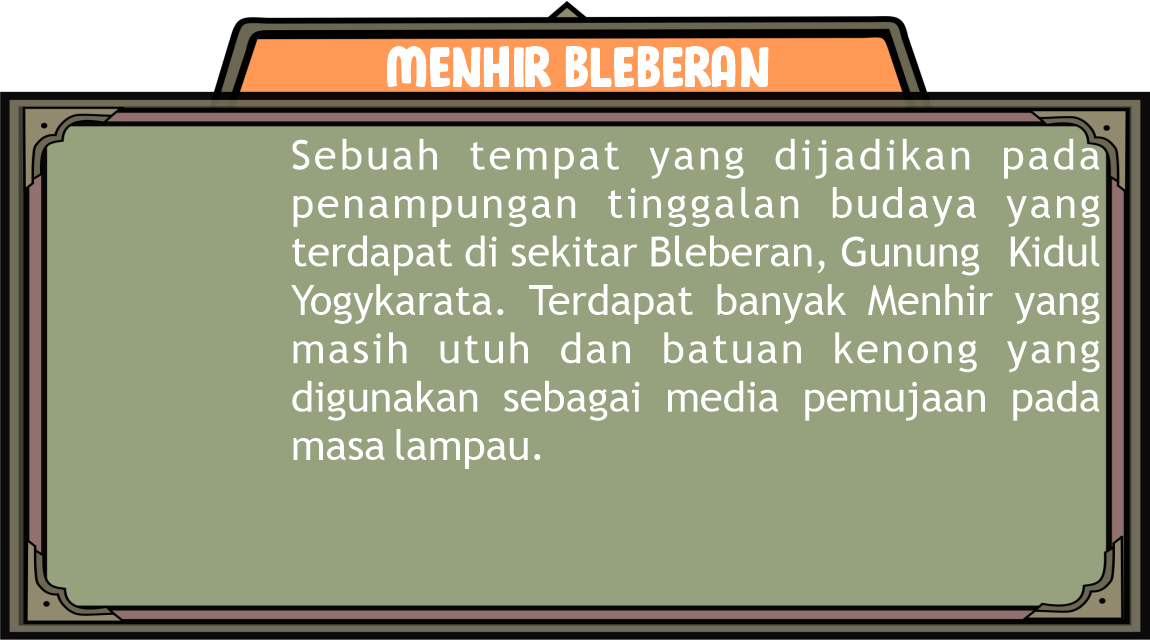 MENHIR BLEBERAN
Sebuah tempat yang dijadikan pada
penampungan tinggalan budaya yang
terdapat di sekitar Bleberan, Gunung Kidul
Yogykarata. Terdapat banyak Menhir yang
masih utuh dan batuan kenong yang
digunakan sebagai media pemujaan pada
masa lampau.